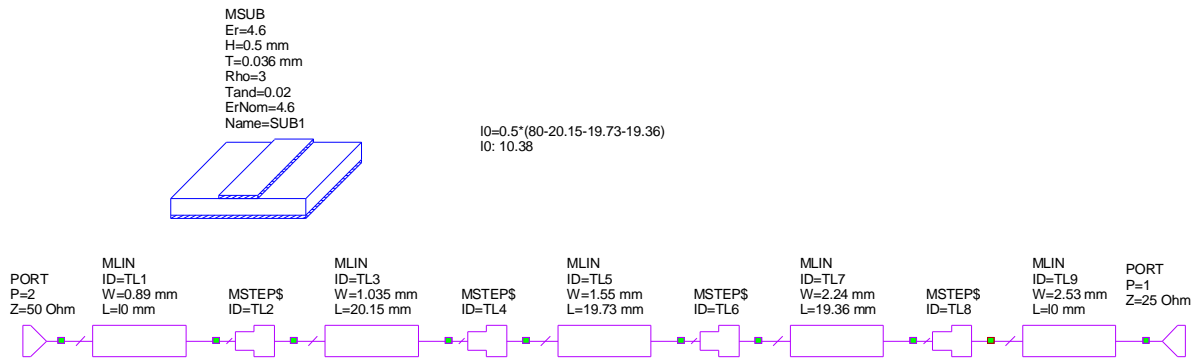 MSUB
Er=4.6
H=0.5 mm
T=0.036 mm
Rho=3
Tand=0.02
ErNom=4.6
Name=SUB1
l0=0.5*(80-20.15-19.73-19.36)
l0: 10.38
PORT
P=2
Z=50 Ohm
MLIN
ID=TL1
W=0.89 mm
L=l0 mm
MSTEP$
ID=TL2
MLIN
ID=TL3
W=1.035 mm
L=20.15 mm
MSTEP$
ID=TL4
MLIN
ID=TL5
W=1.55 mm
L=19.73 mm
MSTEP$
ID=TL6
MLIN
ID=TL7
W=2.24 mm
L=19.36 mm
MSTEP$
ID=TL8
MLIN
ID=TL9
W=2.53 mm
L=l0 mm
PORT
P=1
Z=25 Ohm